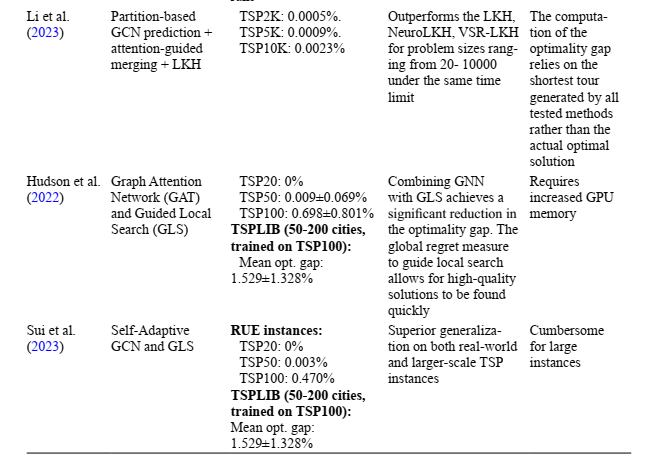 Li et al.
(2023)
Partition-based
GCN prediction +
attention-guided
merging + LKH
TSP2K: 0.0005%.
TSP5K: 0.0009%.
TSP10K: 0.0023%
Outperforms the LKH,
NeuroLKH, VSR-LKH
for problem sizes rang-
ing from 20- 10000
under the same time
limit
The computa-
tion of the
optimality gap
relies on the
shortest tour
generated by all
tested methods
rather than the
actual optimal
solution
Hudson et al.
(2022)
Graph Attention
Network (GAT)
and Guided Local
Search (GLS)
TSP20: 0%
TSP50: 0.009±0.069%
TSP100: 0.698±0.801%
TSPLIB (50-200 cities,
trained on TSP100):
Mean opt. gap:
1.529±1.328%
Combining GNN
with GLS achieves a
significant reduction in
the optimality gap. The
global regret measure
to guide local search
allows for high-quality
solutions to be found
quickly
Requires
increased GPU
memory
Sui et al.
(2023)
Self-Adaptive
GCN and GLS
RUE instances:
TSP20: 0%
TSP50: 0.003%
TSP100: 0.470%
TSPLIB (50-200 cities,
trained on TSP100):
Mean opt. gap:
1.529±1.328%
Superior generaliza-
tion on both real-world
and larger-scale TSP
instances
Cumbersome
for large
instances